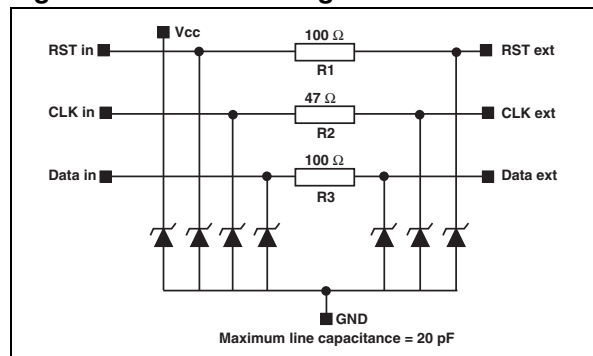 Vcc
RST in
100 Ω
R1
RST ext
CLK in
47 Ω
R2
CLK ext
Data in
100 Ω
R3
Data ext
GND
Maximum line capacitance = 20 pF